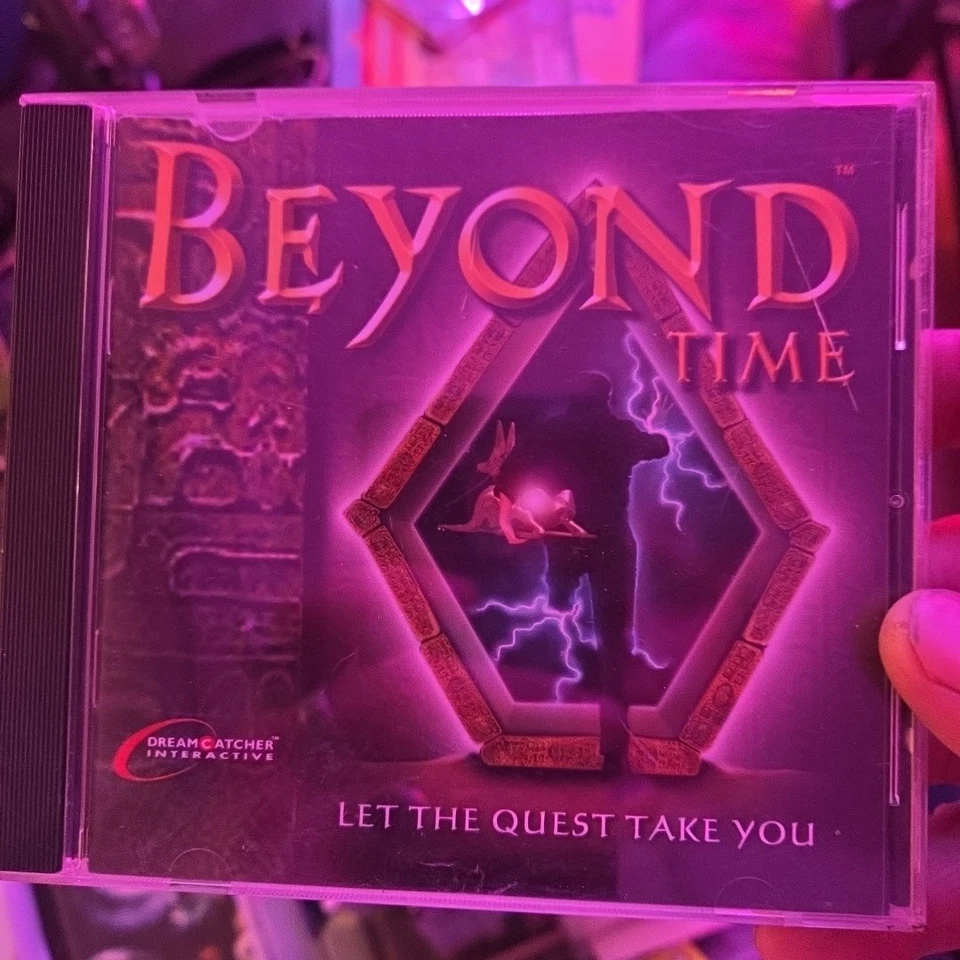 BEYOND™
TIME
DREAMCATCHER™
INTERACTIVE
LET THE QUEST TAKE YOU